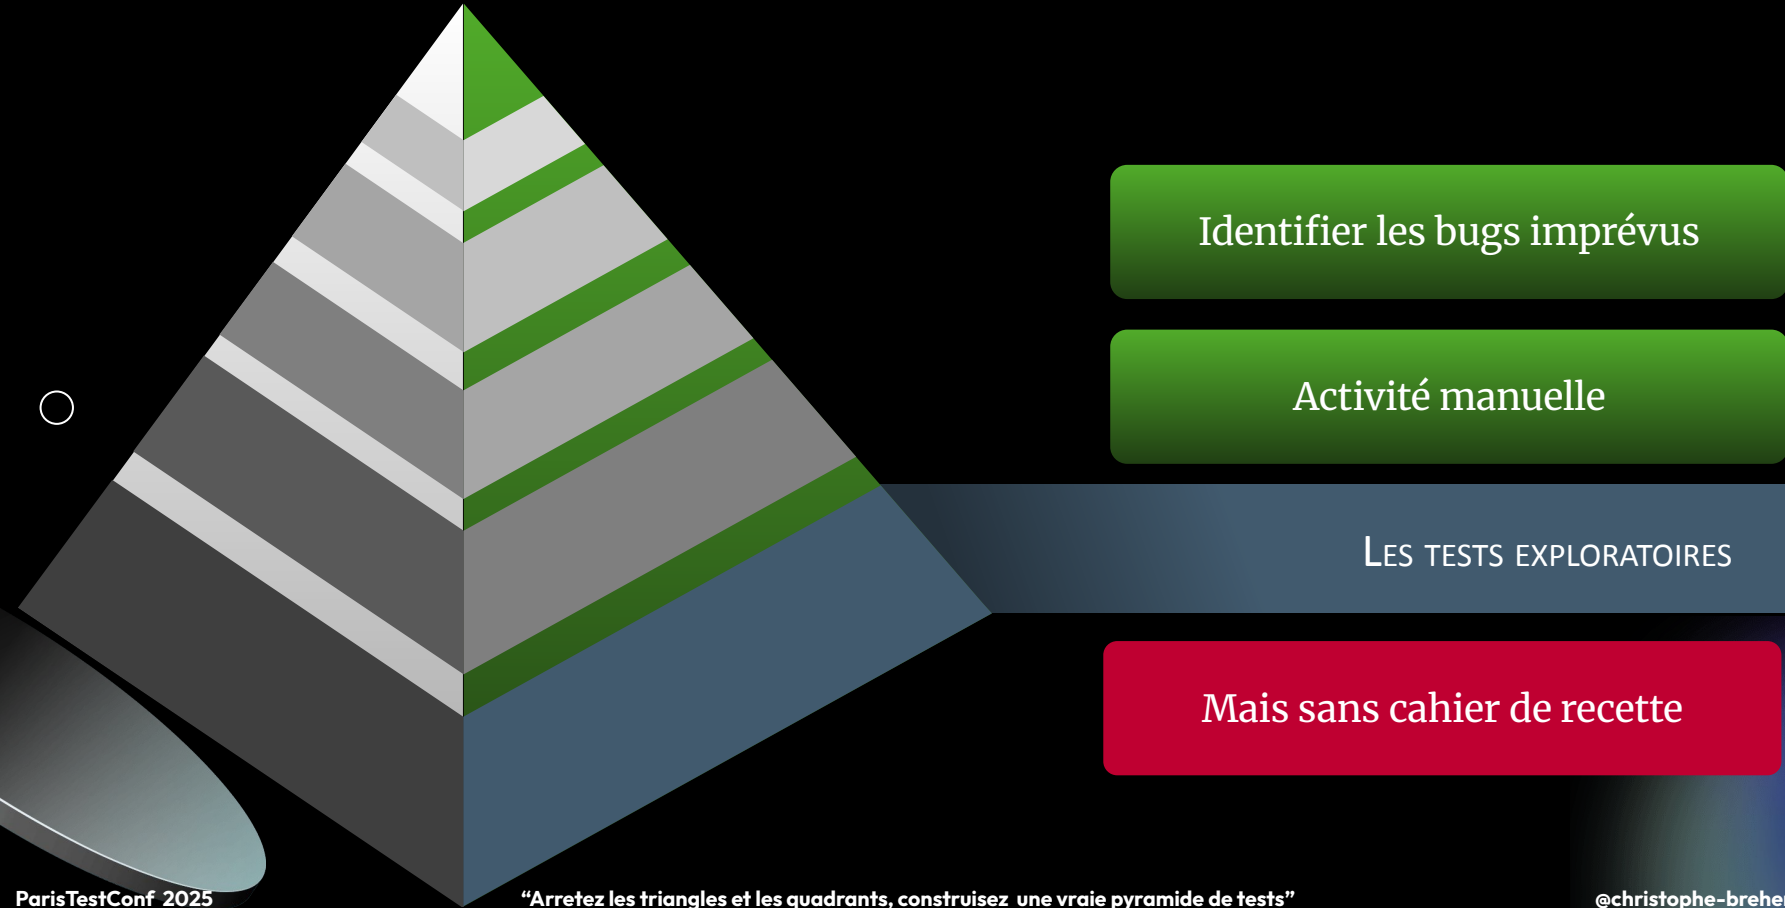 Identifier les bugs imprévus
Activité manuelle
Les tests exploratoires
Mais sans cahier de recette
ParisTestConf 2025
“Arretez les triangles et les quadrants, construisez une vraie pyramide de tests”
@christophe-brehe